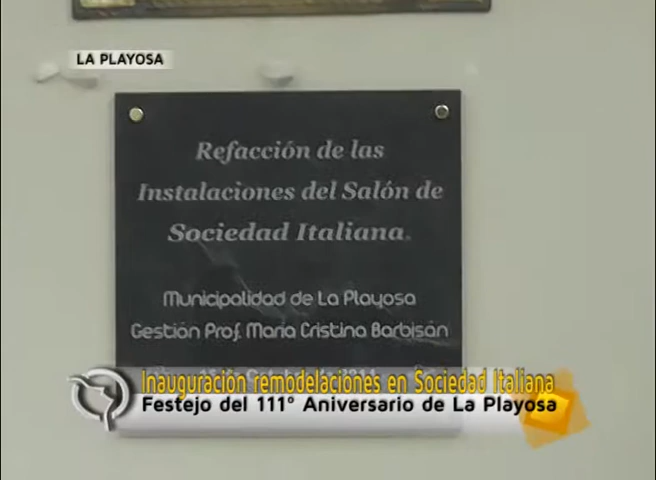 LA PLAYOSA
Refacción de las
Instalaciones del Salón de
Sociedad Italiana.
Municipalidad de La Playosa
Gestión Prof. María Cristina Barbisán
Inauguración remodelaciones en Sociedad Italiana
Festejo del 111° Aniversario de La Playosa